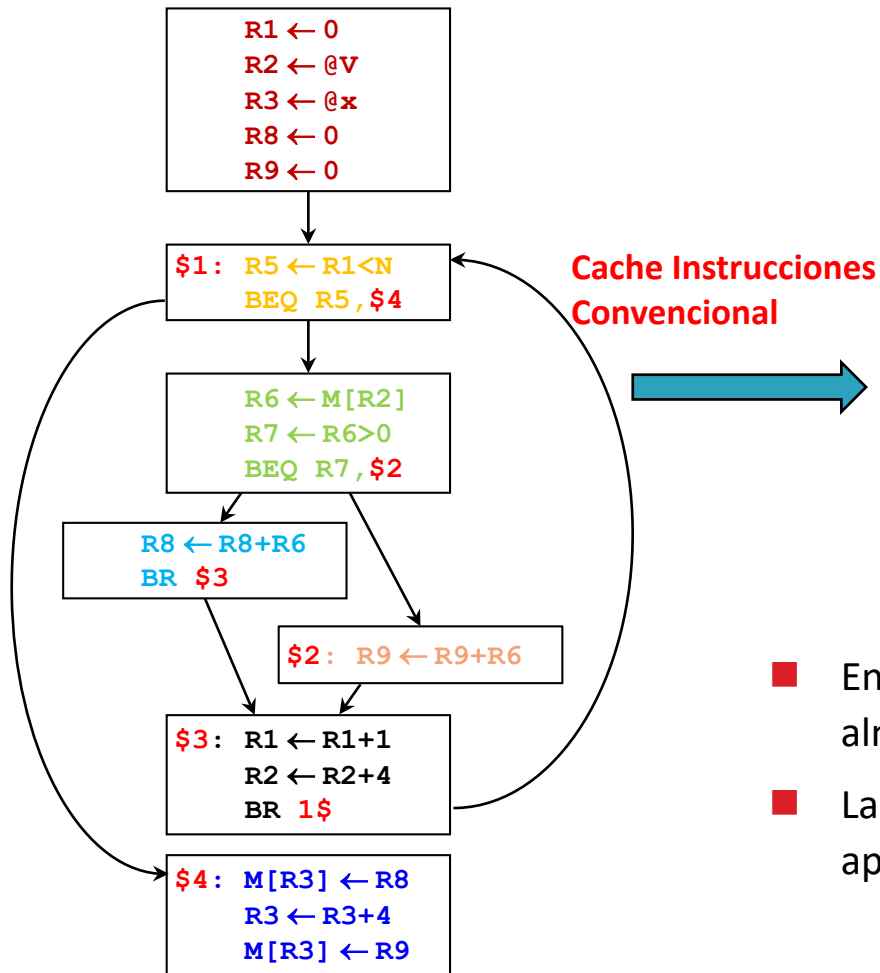 R1 ← 0
R2 ← @V
R3 ← @x
R8 ← 0
R9 ← 0
$1: R5 ← R1<N
BEQ R5,$4
Cache Instrucciones
Convencional
R6 ← M[R2]
R7 ← R6>0
BEQ R7,$2
R8 ← R8+R6
BR $3
$2: R9 ← R9+R6
$3: R1 ← R1+1
R2 ← R2+4
BR 1$
$4: M[R3] ← R8
R3 ← R3+4
M[R3] ← R9
En
La
ap